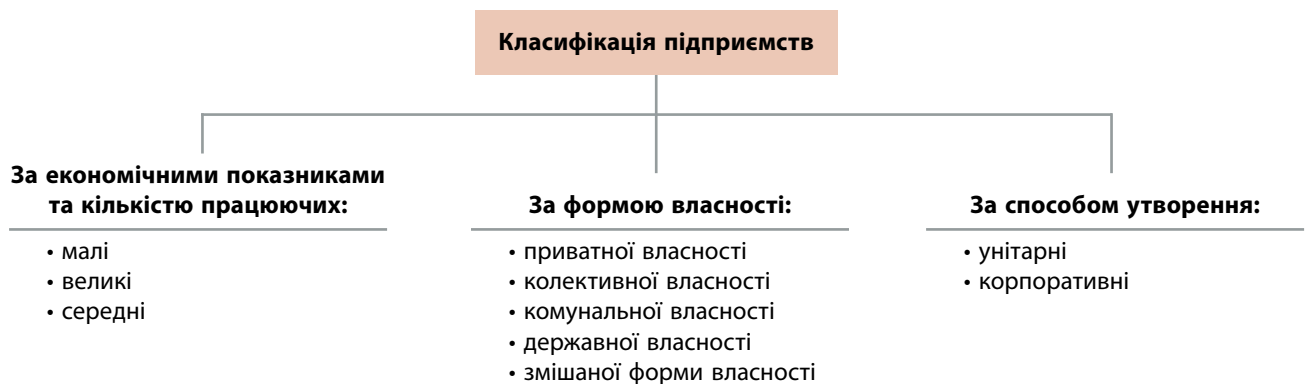 Класифікація підприємств
За економічними показниками
та кількістю працюючих:
• малі
• великі
• середні
За формою власності:
• приватної власності
• колективної власності
• комунальної власності
• державної власності
• змішаної форми власності
За способом утворення:
• унітарні
• корпоративні